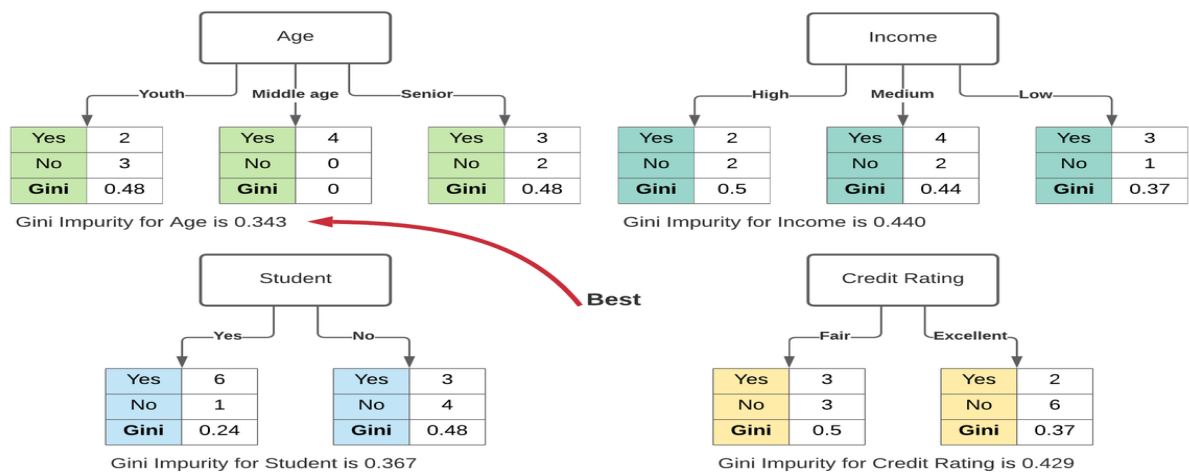 Age
Income
Youth Middle age Senior
High Medium Low
Yes 2 Yes 4 Yes 3
No 3 No 0 No 2
Gini 0.48 Gini 0 Gini 0.48
Yes 2 Yes 4 Yes 3
No 2 No 2 No 1
Gini 0.5 Gini 0.44 Gini 0.37
Gini Impurity for Age is 0.343
Gini Impurity for Income is 0.440
Best
Student
Credit Rating
Yes No
Fair Excellent
Yes 6 Yes 3
No 1 No 4
Gini 0.24 Gini 0.48
Yes 3 Yes 2
No 3 No 6
Gini 0.5 Gini 0.37
Gini Impurity for Student is 0.367
Gini Impurity for Credit Rating is 0.429